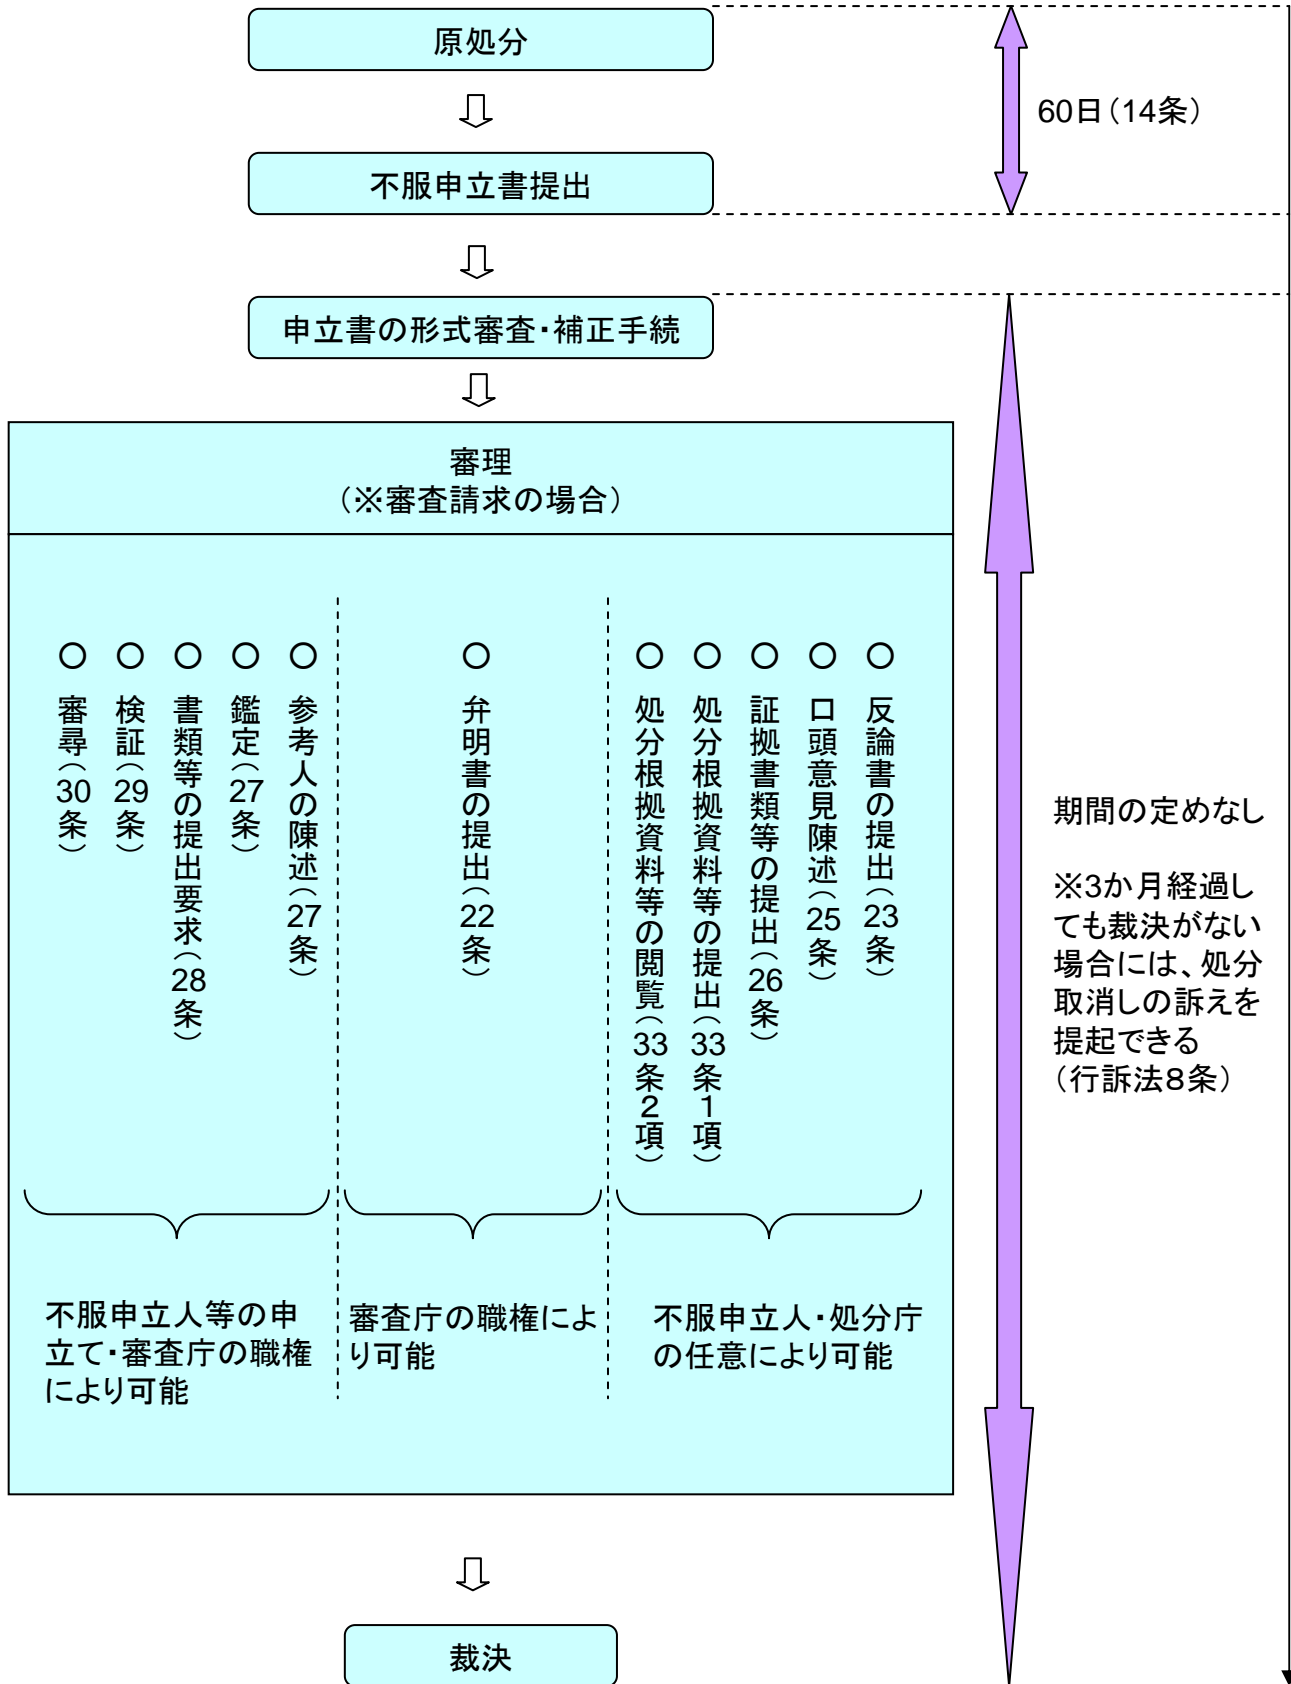 原処分
60日（14条）
不服申立書提出
申立書の形式審査・補正手続
審理
（※審査請求の場合）
○反論書の提出（23条）
○口頭意見陳述（25条）
○証拠書類等の提出（26条）
○処分根拠資料等の提出（33条１項）
○処分根拠資料等の閲覧（33条２項）
○弁明書の提出（22条）
○参考人の陳述（27条）
○鑑定（27条）
○書類等の提出要求（28条）
○検証（29条）
○審尋（30条）
不服申立人等の申
立て・審査庁の職権
により可能
審査庁の職権によ
り可能
不服申立人・処分庁
の任意により可能
期間の定めなし
※3か月経過し
ても裁決がない
場合には、処分
取消しの訴えを
提起できる
（行訴法８条）
裁決